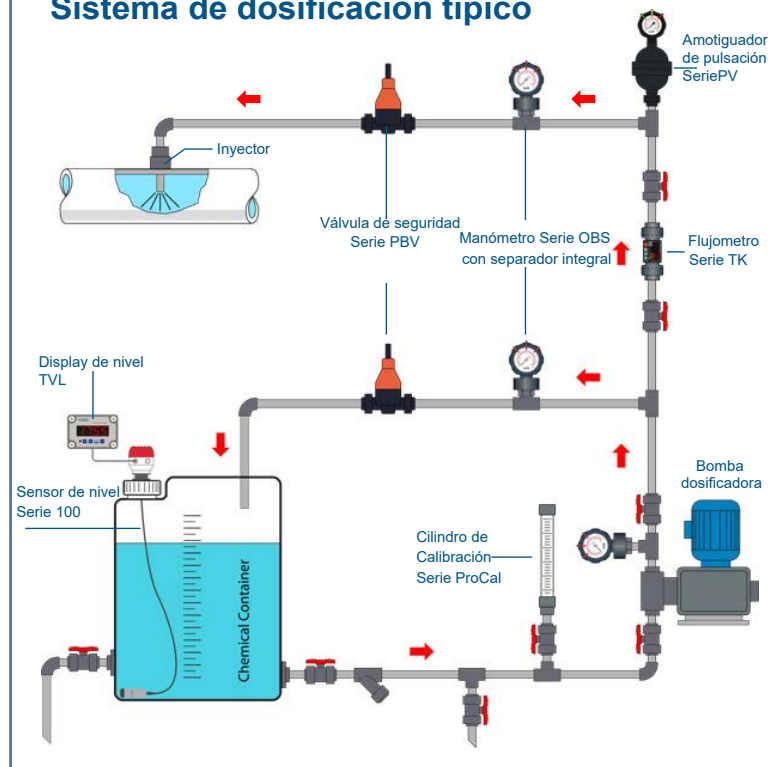 Sistema de dosificación típico
Amotiguador
de pulsación
SeriePV
Inyector
Válvula de seguridad
Serie PBV
Manómetro Serie OBS
con separador integral
Flujometro
Serie TK
Display de nivel
TVL
Sensor de nivel
Serie 100
Bomba
dosificadora
Cilindro de
Calibración
Serie ProCal
Chemical Container